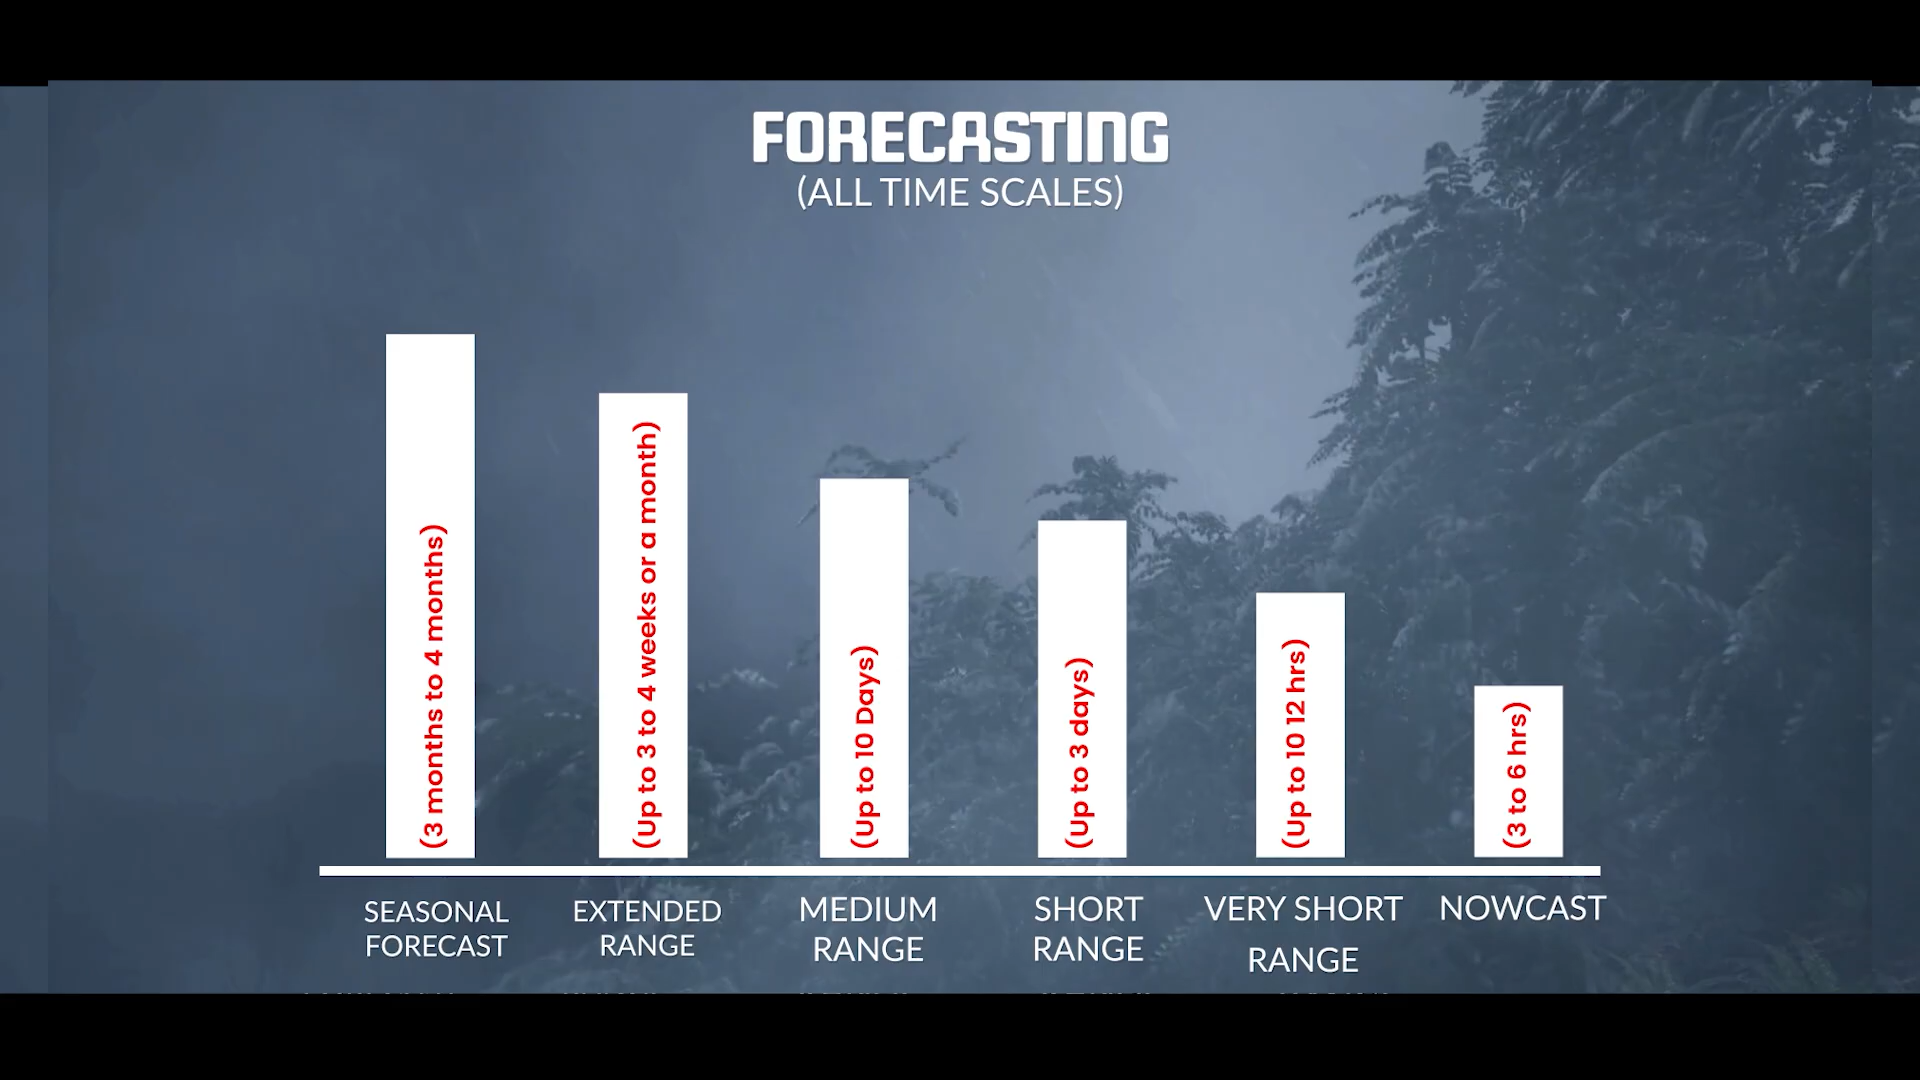 FORECASTING
(ALL TIME SCALES)
(3 months to 4 months)
(Up to 3 to 4 weeks or a month)
(Up to 10 Days)
(Up to 3 days)
(Up to 10 12 hrs)
(3 to 6 hrs)
SEASONAL
FORECAST
EXTENDED
RANGE
MEDIUM
RANGE
SHORT
RANGE
VERY SHORT
RANGE
NOWCAST